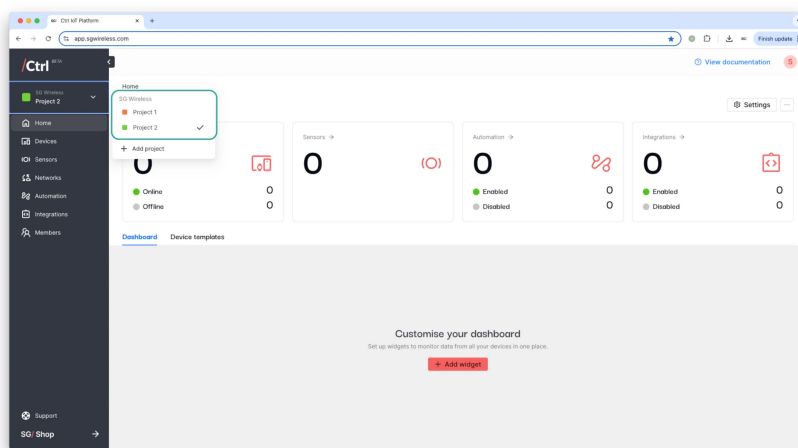 Ctrl IoT Platform
app.sgwireless.com
Finish update
/Ctrl BETA
View documentation
S
SG Wireless
Project 2
Home
SG Wireless
Project 1
Project 2
+ Add project
Settings
Home
Devices
Sensors
Networks
Automation
Integrations
Members
0
Online 0
Offline 0
Sensors →
0
Automation →
0
Enabled 0
Disabled 0
Integrations →
0
Enabled 0
Disabled 0
Dashboard Device templates
Customise your dashboard
Set up widgets to monitor data from all your devices in one place.
+ Add widget
Support
SG/ Shop →